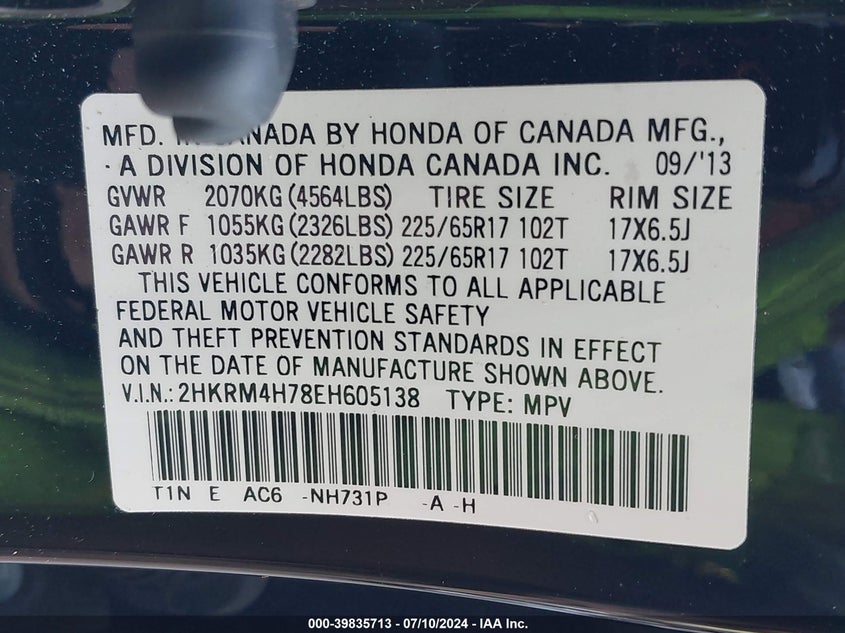 MFD. CANADA BY HONDA OF CANADA MFG.,
A DIVISION OF HONDA CANADA INC. 09/'13
GVWR 2070KG (4564LBS) TIRE SIZE RIM SIZE
GAWR F 1055KG (2326LBS) 225/65R17 102T 17X6.5J
GAWR R 1035KG (2282LBS) 225/65R17 102T 17X6.5J
THIS VEHICLE CONFORMS TO ALL APPLICABLE
FEDERAL MOTOR VEHICLE SAFETY
AND THEFT PREVENTION STANDARDS IN EFFECT
ON THE DATE OF MANUFACTURE SHOWN ABOVE.
V.I.N.: 2HKRM4H78EH605138 TYPE: MPV
T1N E AC6 -NH731P -A -H
000-39835713 - 07/10/2024 - IAA Inc.